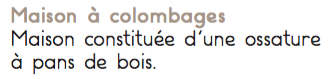 Maison à colombages
Maison constituée d'une ossature
à pans de bois.